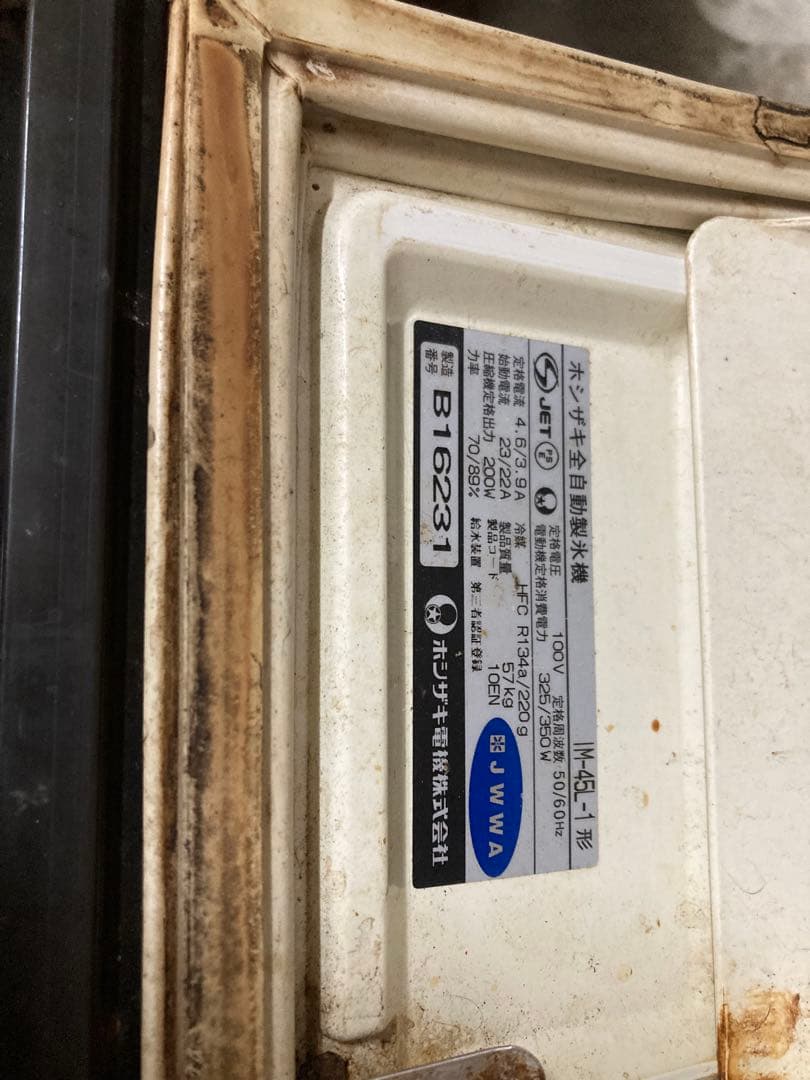 ホシザキ全自動製氷機 IM-45L-1形
JET PS E 定格電圧 100V 定格周波数 50/60Hz
電動機定格消費電力 325/350W
定格電流 4.6/3.9A 冷媒 HFC R134a/220g
始動電流 23/22A 製品質量 57kg
圧縮機定格出力 200W 製品コード 10EN
力率 70/89% 給水装置 第三者認証登録
JWWA
製造番号 B16231 ホシザキ電機株式会社